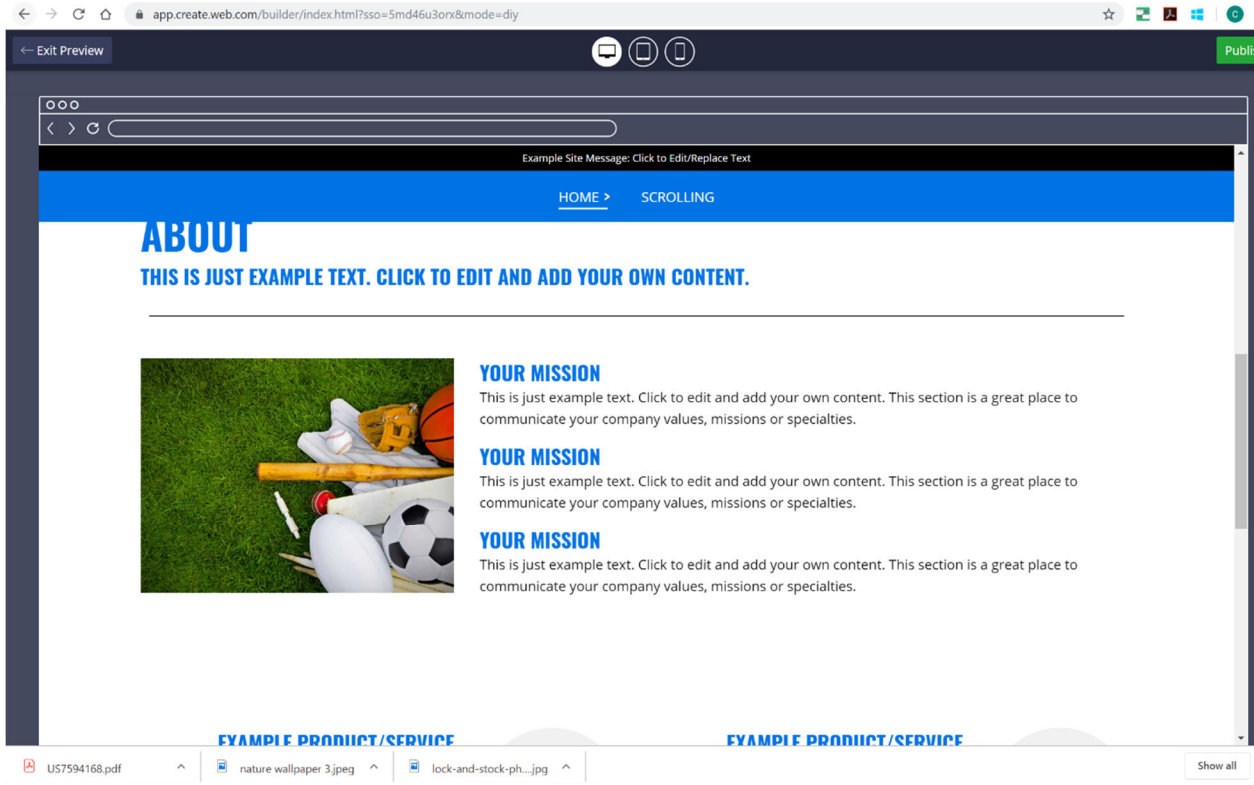 app.create.web.com/builder/index.html?sso=5md46u3orx&mode=diy
C
← Exit Preview
Publis
Example Site Message: Click to Edit/Replace Text
HOME >
SCROLLING
ABOUT
THIS IS JUST EXAMPLE TEXT. CLICK TO EDIT AND ADD YOUR OWN CONTENT.
YOUR MISSION
This is just example text. Click to edit and add your own content. This section is a great place to
communicate your company values, missions or specialties.
YOUR MISSION
This is just example text. Click to edit and add your own content. This section is a great place to
communicate your company values, missions or specialties.
YOUR MISSION
This is just example text. Click to edit and add your own content. This section is a great place to
communicate your company values, missions or specialties.
EXAMPLE PRODUCT/SERVICE
EXAMPLE PRODUCT/SERVICE
US7594168.pdf
nature wallpaper 3.jpeg
lock-and-stock-ph....jpg
Show all